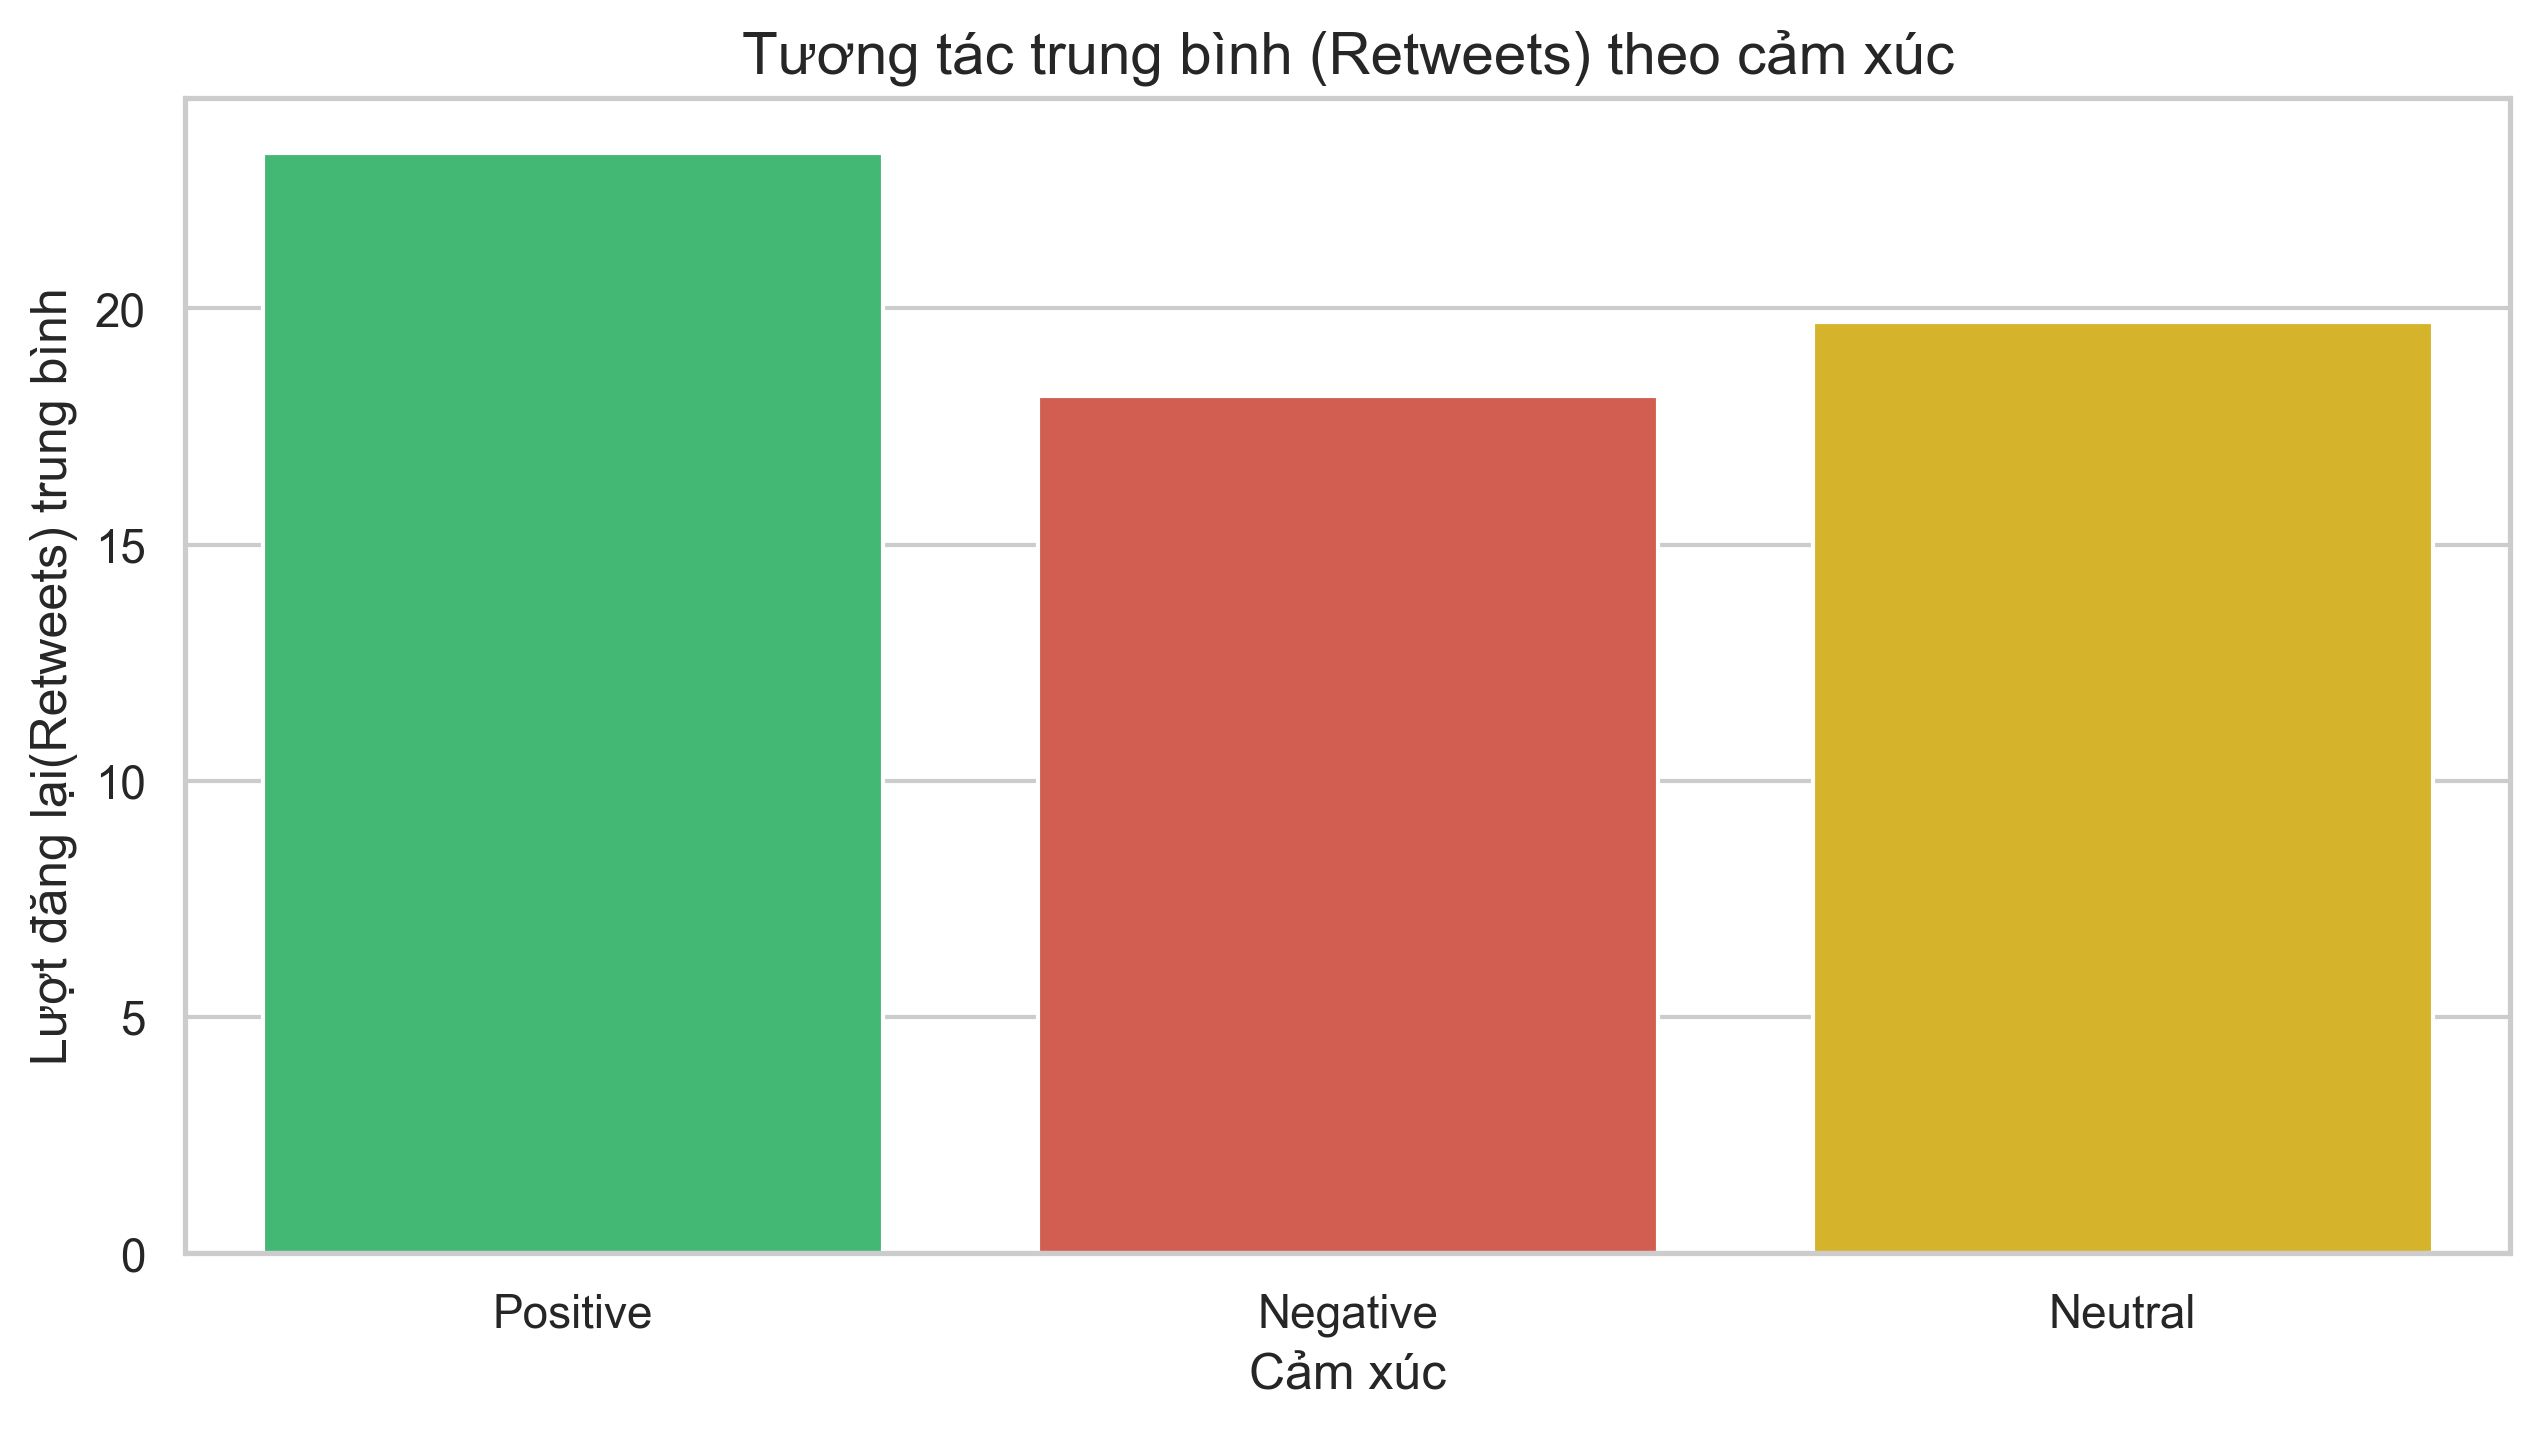 Tương tác trung bình (Retweets) theo cảm xúc
Lượt đăng lại(Retweets) trung bình
20
15
10
5
0
Positive
Negative
Neutral
Cảm xúc